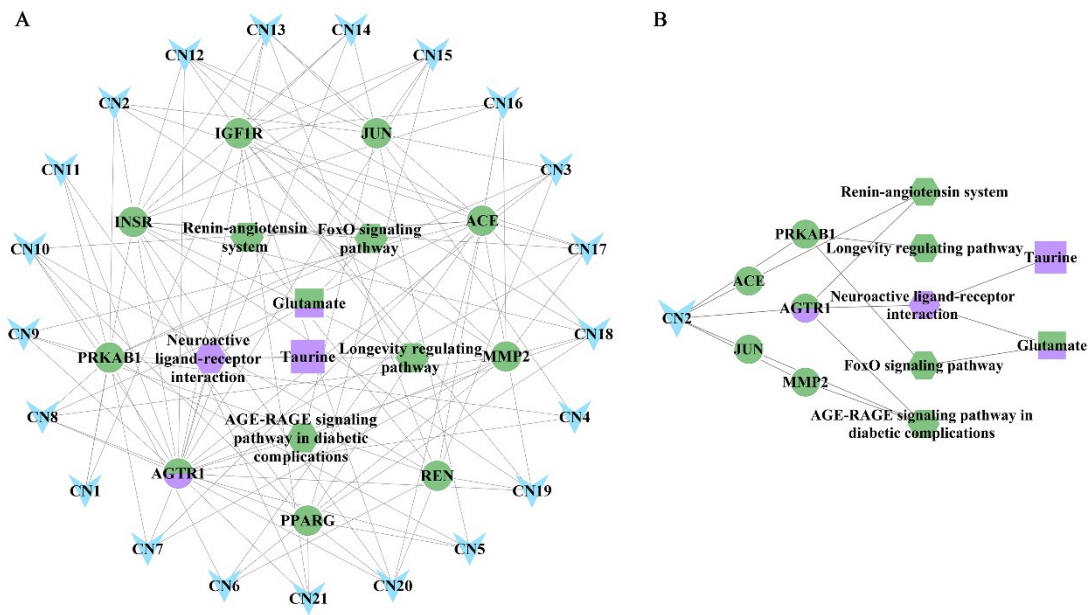 A
B
CN13
CN14
CN12
CN15
CN2
CN16
IGF1R
JUN
CN11
CN3
INSR
ACE
Renin-angiotensin
system
FoxO signaling
pathway
CN10
CN17
Glutamate
CN9
CN18
PRKAB1
Neuroactive
ligand-receptor
interaction
Taurine
Longevity regulating
pathway
MMP2
CN8
CN4
AGE-RAGE signaling
pathway in diabetic
complications
AGTR1
REN
CN1
CN19
PPARG
CN7
CN5
CN6
CN21
CN20
Renin-angiotensin system
PRKAB1
Longevity regulating pathway
Taurine
ACE
Neuroactive ligand-receptor
interaction
AGTR1
CN2
JUN
Glutamate
FoxO signaling pathway
MMP2
AGE-RAGE signaling pathway in
diabetic complications